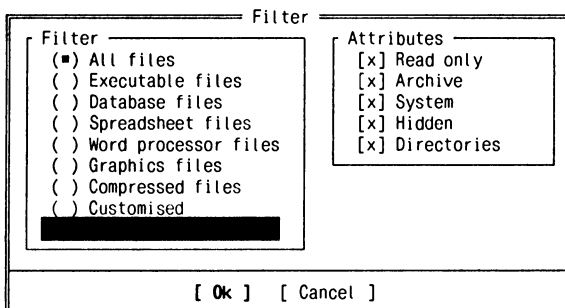 Filter
Filter
(■) All files
( ) Executable files
( ) Database files
( ) Spreadsheet files
( ) Word processor files
( ) Graphics files
( ) Compressed files
( ) Customised
Attributes
[x] Read only
[x] Archive
[x] System
[x] Hidden
[x] Directories
[ Ok ] [ Cancel ]